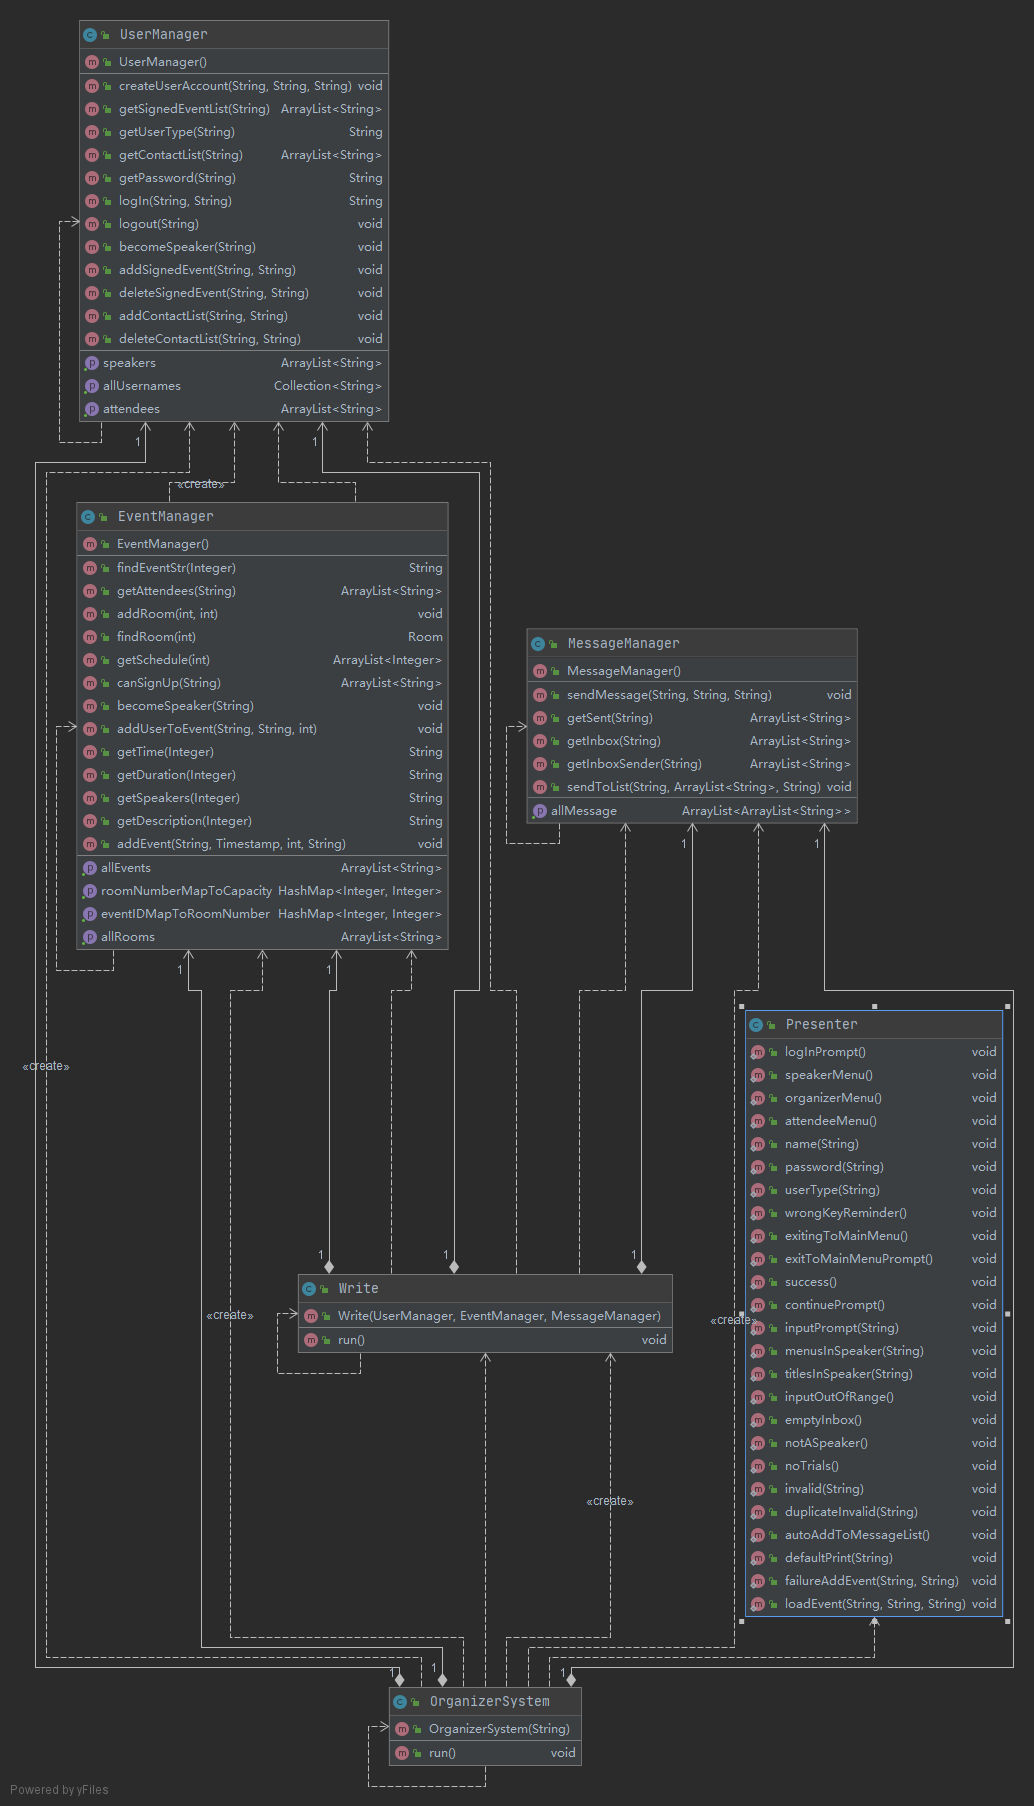 UserManager
UserManager()
createUserAccount(String, String, String) void
getSignedEventList(String) ArrayList<String>
getUserType(String) String
getContactList(String) ArrayList<String>
getPassword(String) String
logIn(String, String) String
logout(String) void
becomeSpeaker(String) void
addSignedEvent(String, String) void
deleteSignedEvent(String, String) void
addContactList(String, String) void
deleteContactList(String, String) void
speakers ArrayList<String>
allUsernames Collection<String>
attendees ArrayList<String>
1
1
«create»
EventManager
EventManager()
findEventStr(Integer) String
getAttendees(String) ArrayList<String>
addRoom(int, int) void
findRoom(int) Room
getSchedule(int) ArrayList<Integer>
canSignUp(String) ArrayList<String>
becomeSpeaker(String) void
addUserToEvent(String, String, int) void
getTime(Integer) String
getDuration(Integer) String
getSpeakers(Integer) String
getDescription(Integer) String
addEvent(String, Timestamp, int, String) void
allEvents ArrayList<String>
roomNumberMapToCapacity HashMap<Integer, Integer>
eventIDMapToRoomNumber HashMap<Integer, Integer>
allRooms ArrayList<String>
1
1
MessageManager
MessageManager()
sendMessage(String, String, String) void
getSent(String) ArrayList<String>
getInbox(String) ArrayList<String>
getInboxSender(String) ArrayList<String>
sendToList(String, ArrayList<String>, String) void
allMessage ArrayList<ArrayList<String>>
1
1
Presenter
logInPrompt() void
speakerMenu() void
organizerMenu() void
attendeeMenu() void
name(String) void
password(String) void
userType(String) void
wrongKeyReminder() void
exitingToMainMenu() void
exitToMainMenuPrompt() void
success() void
continuePrompt() void
inputPrompt(String) void
menusInSpeaker(String) void
titlesInSpeaker(String) void
inputOutOfRange() void
emptyInbox() void
notASpeaker() void
noTrials() void
invalid(String) void
duplicateInvalid(String) void
autoAddToMessageList() void
defaultPrint(String) void
failureAddEvent(String, String) void
loadEvent(String, String, String) void
«create»
1
1
1
Write
Write(UserManager, EventManager, MessageManager)
run() void
«create»
«create»
«create»
1
1
1
OrganizerSystem
OrganizerSystem(String)
run() void
Powered by yFiles